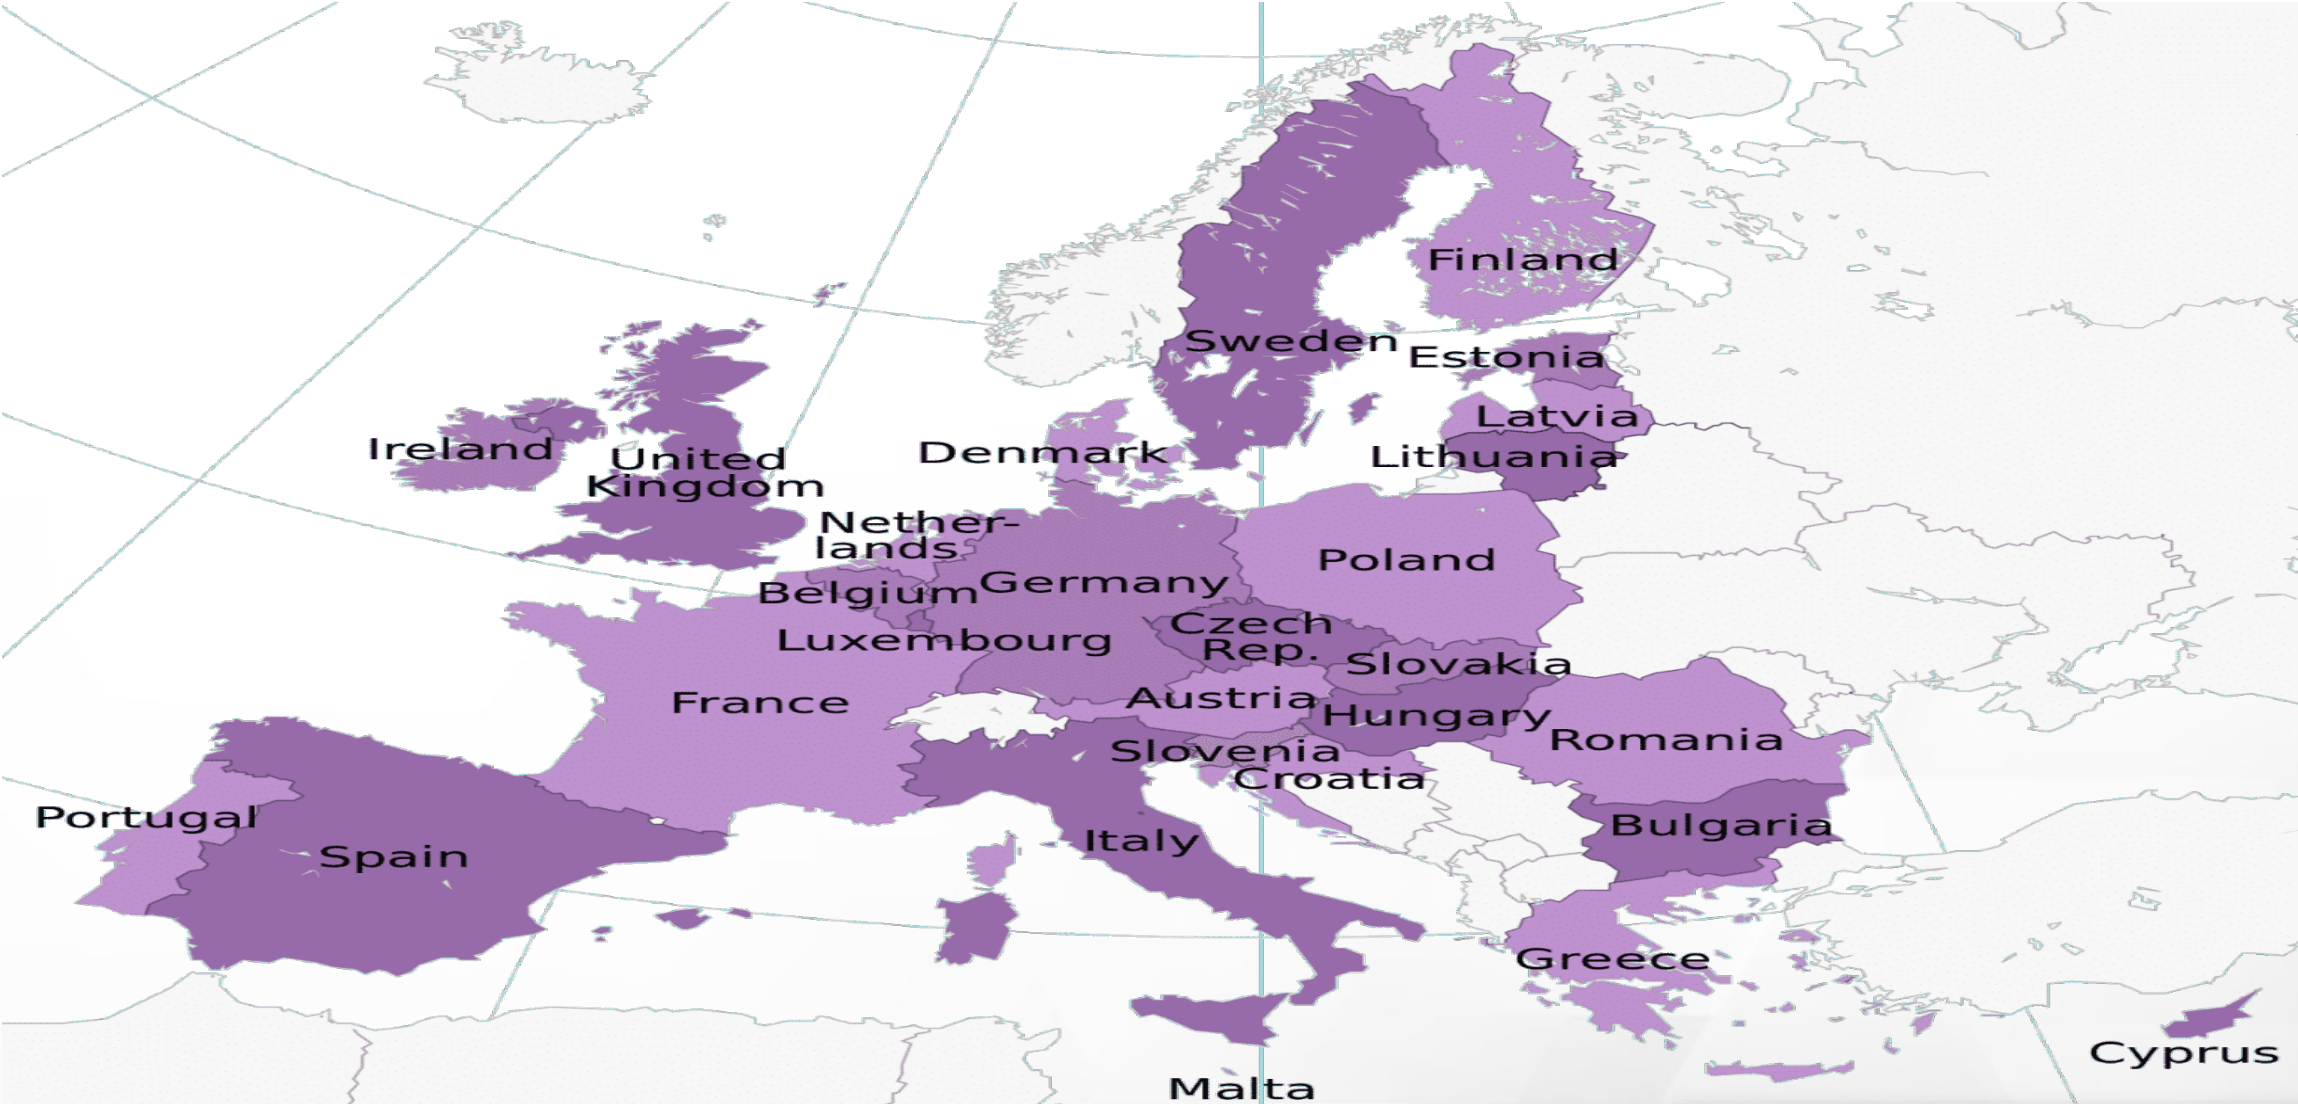 Finland
Sweden
Estonia
Latvia
Lithuania
Denmark
Ireland
United
Kingdom
Nether-
lands
Belgium
Germany
Poland
Luxembourg
Czech
Rep.
Slovakia
France
Austria
Hungary
Slovenia
Croatia
Romania
Portugal
Spain
Italy
Bulgaria
Greece
Cyprus
Malta